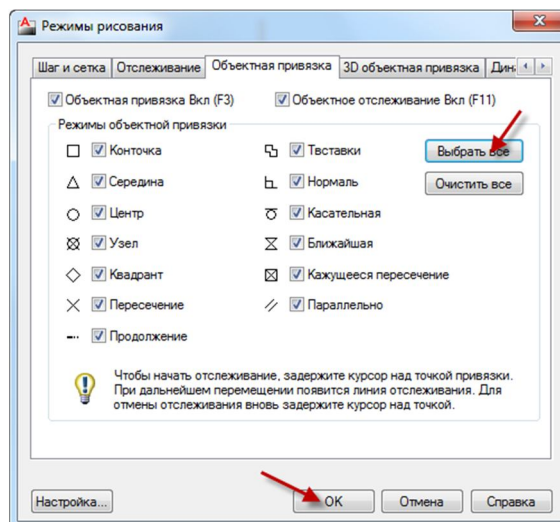 Режимы рисования
Шаг и сетка Отслеживание Объектная привязка 3D объектная привязка Дин
Объектная привязка Вкл (F3) Объектное отслеживание Вкл (F11)
Режимы объектной привязки
Конточка Твставки Выбрать все
Середина Нормаль Очистить все
Центр Касательная
Узел Ближайшая
Квадрант Кажущееся пересечение
Пересечение Параллельно
Продолжение
Чтобы начать отслеживание, задержите курсор над точкой привязки.
При дальнейшем перемещении появится линия отслеживания. Для
отмены отслеживания вновь задержите курсор над точкой.
Настройка... OK Отмена Справка